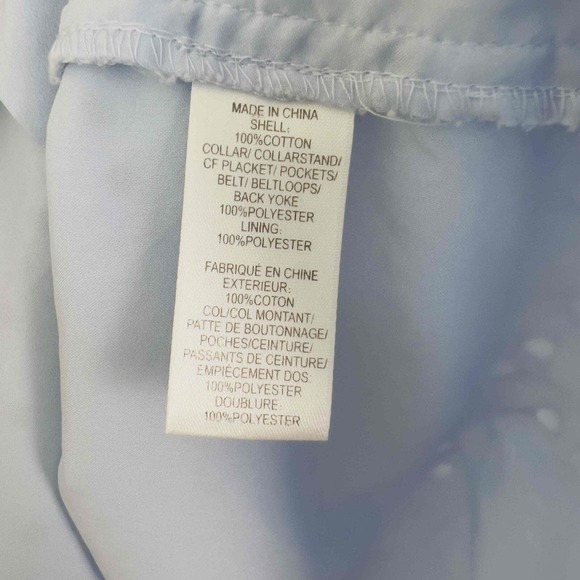 MADE IN CHINA
SHELL:
100%COTTON
COLLAR/ COLLARSTAND/
CF PLACKET/ POCKETS/
BELT/ BELTLOOPS/
BACK YOKE
100%POLYESTER
LINING:
100%POLYESTER
FABRIQUÉ EN CHINE
EXTERIEUR:
100%COTON
COL/COL MONTANT/
PATTE DE BOUTONNAGE/
POCHES/CEINTURE/
PASSANTS DE CEINTURE/
EMPIÈCEMENT DOS:
100%POLYESTER
DOUBLURE:
100%POLYESTER